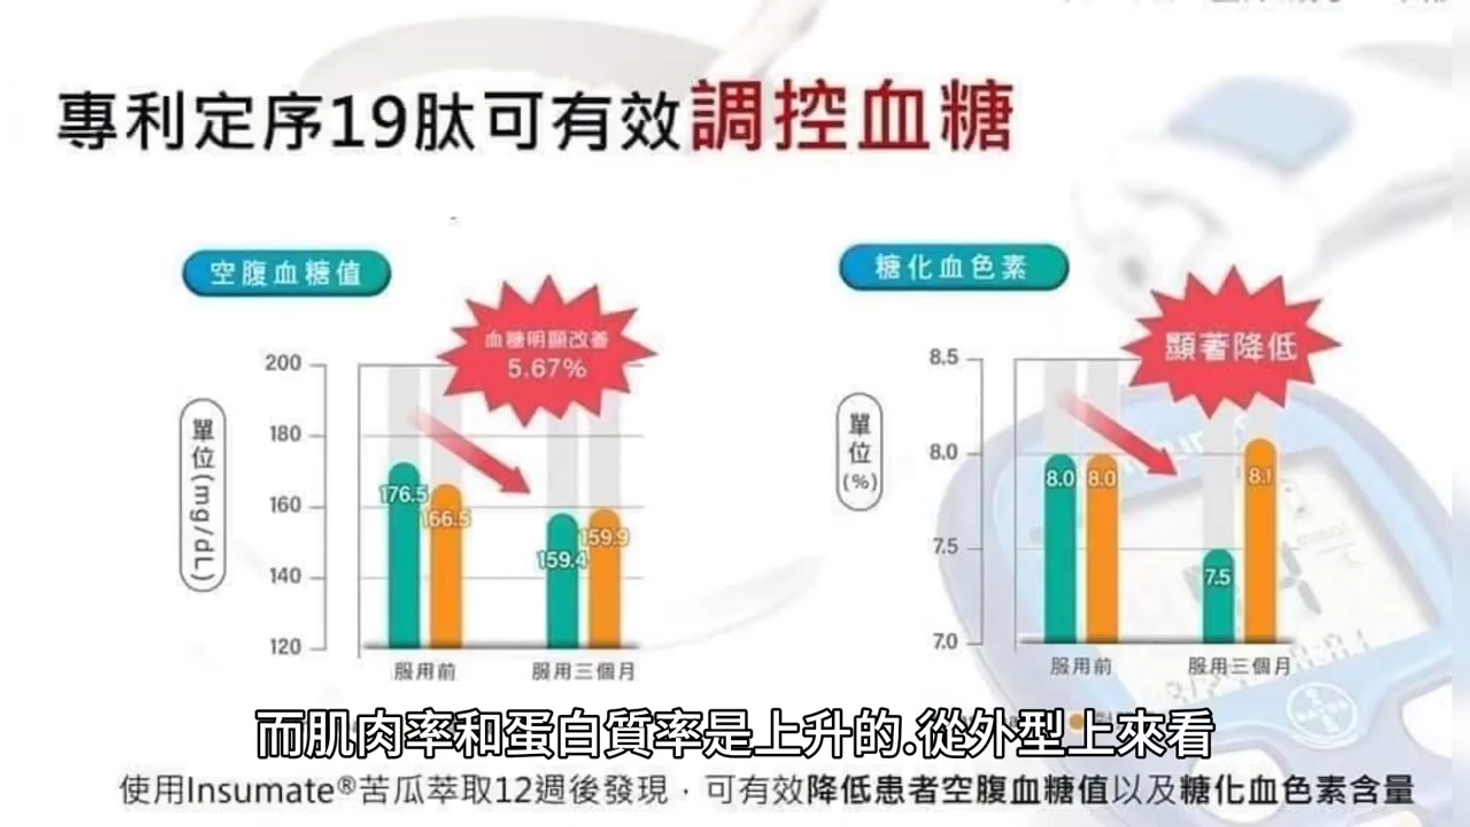 專利定序19肽可有效調控血糖
空腹血糖值
血糖明顯改善
5.67%
單位(mg/dL)
200
180
160
140
120
176.5
166.5
159.4
159.9
服用前
服用三個月
糖化血色素
顯著降低
單位(%)
8.5
8.0
7.5
7.0
8.0
8.0
7.5
8.1
服用前
服用三個月
而肌肉率和蛋白質率是上升的.從外型上來看
使用Insumate®苦瓜萃取12週後發現，可有效降低患者空腹血糖值以及糖化血色素含量